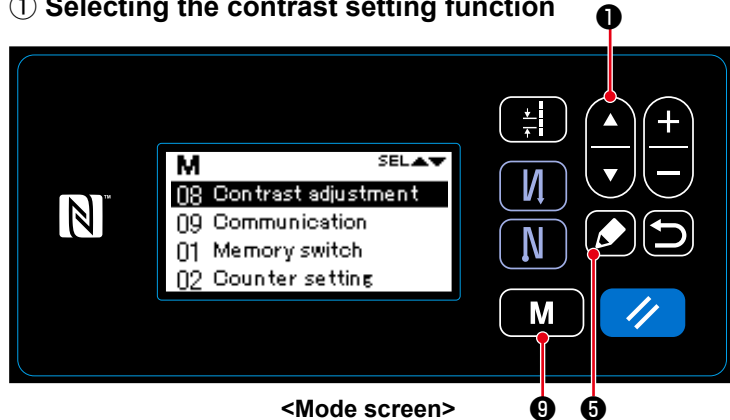 ① Selecting the contrast setting function
❶
M SEL▲▼
08 Contrast adjustment
09 Communication
01 Memory switch
02 Counter setting
N™
▲ +
▼ −
N
N
M
<Mode screen> ❾ ❺